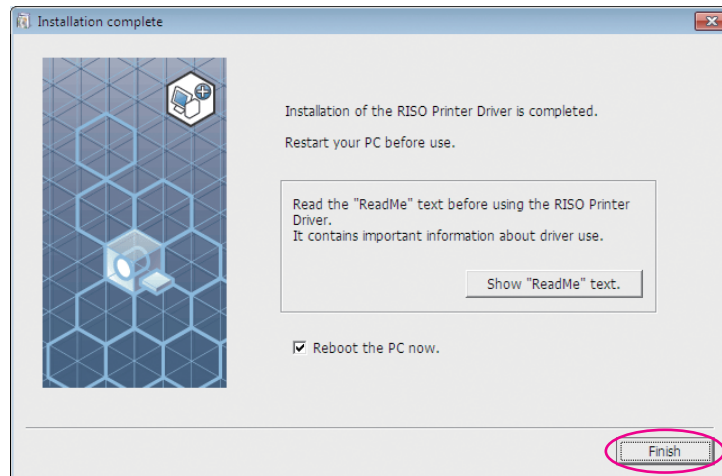 Installation complete
Installation of the RISO Printer Driver is completed.
Restart your PC before use.
Read the "ReadMe" text before using the RISO Printer
Driver.
It contains important information about driver use.
Show "ReadMe" text.
Reboot the PC now.
Finish